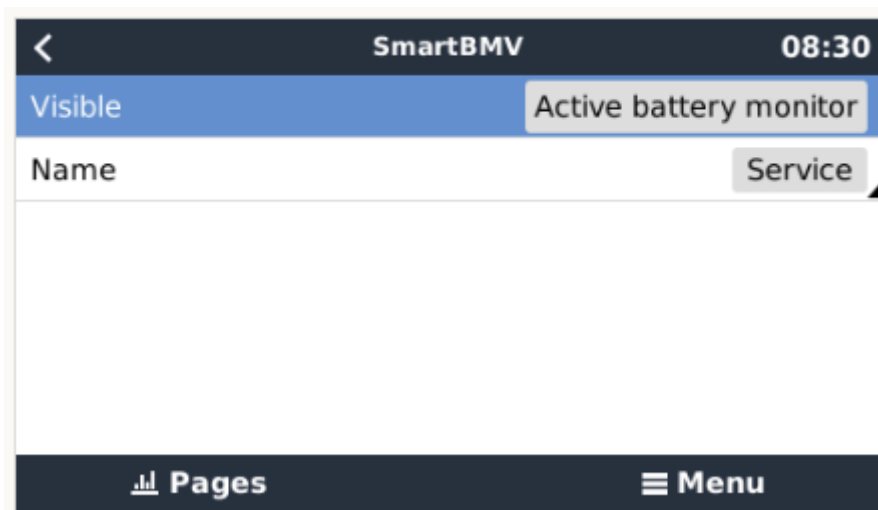 SmartBMV 08:30
Visible Active battery monitor
Name Service
Pages Menu